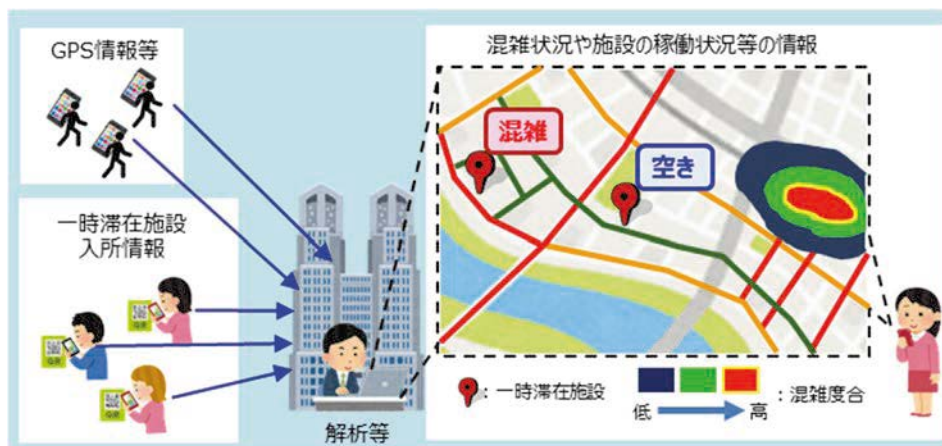 GPS情報等
一時滞在施設
入所情報
解析等
混雑状況や施設の稼働状況等の情報
混雑
空き
：一時滞在施設
：混雑度合
低
高